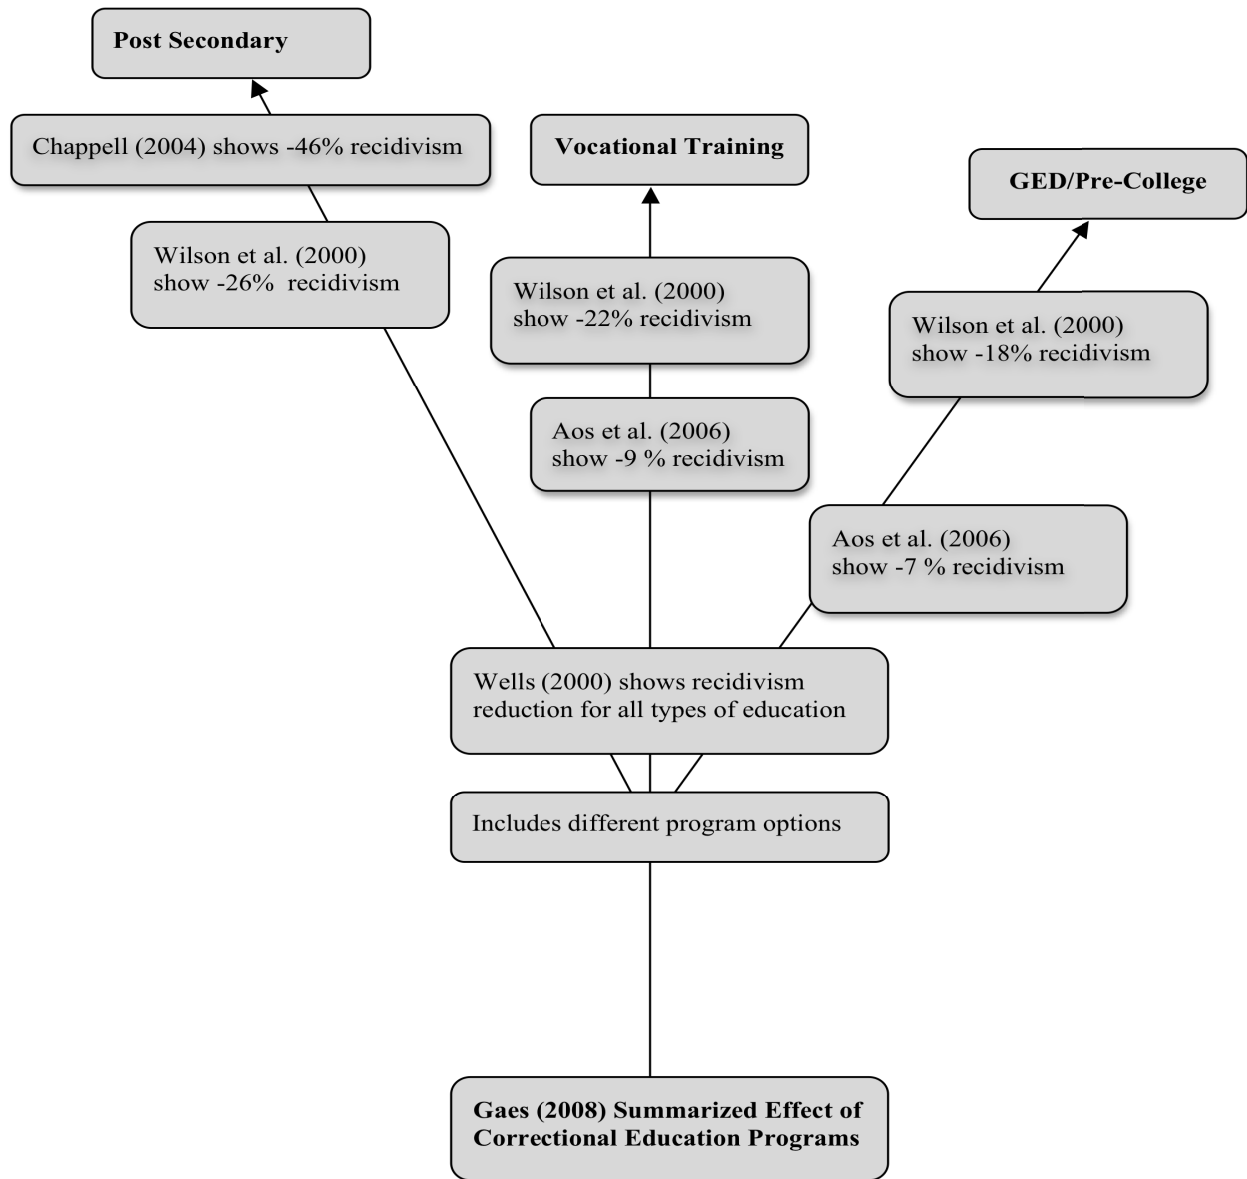 Post Secondary
Chappell (2004) shows -46% recidivism
Wilson et al. (2000)
show -26%  recidivism
Vocational Training
Wilson et al. (2000)
show -22% recidivism
Aos et al. (2006)
show -9 % recidivism
GED/Pre-College
Wilson et al. (2000)
show -18% recidivism
Aos et al. (2006)
show -7 % recidivism
Wells (2000) shows recidivism
reduction for all types of education
Includes different program options
Gaes (2008) Summarized Effect of
Correctional Education Programs